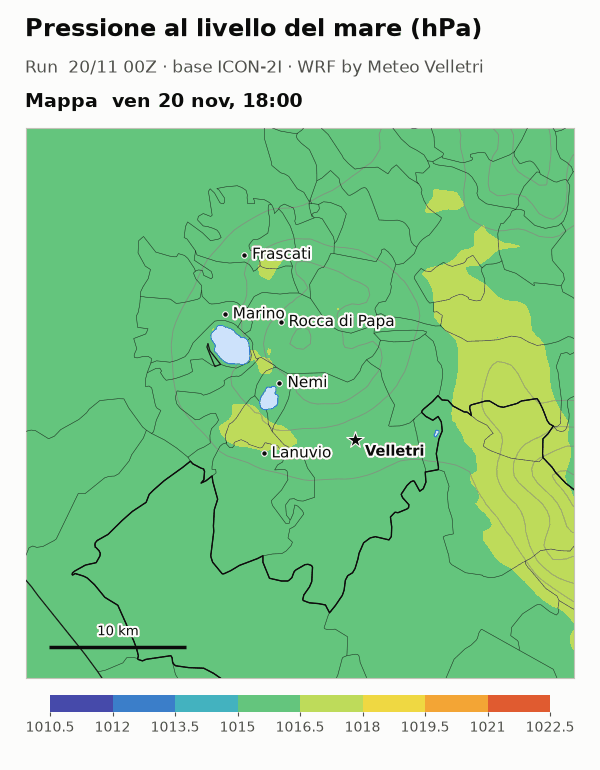 Pressione al livello del mare (hPa)
Run  20/11 00Z · base ICON-2I · WRF by Meteo Velletri
Mappa  ven 20 nov, 18:00
Frascati
Marino
Rocca di Papa
Nemi
Velletri
Lanuvio
10 km
1010.5 1012 1013.5 1015 1016.5 1018 1019.5 1021 1022.5